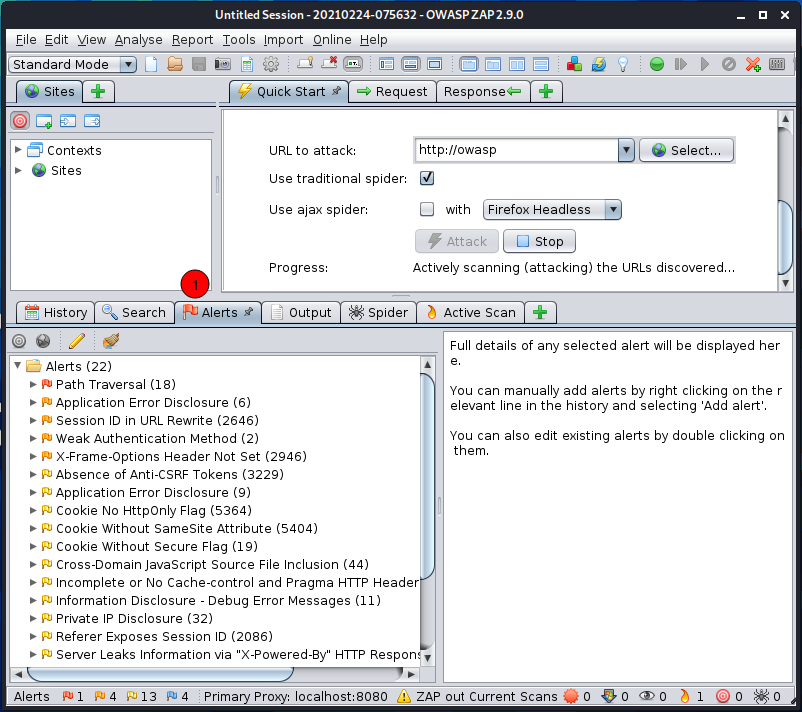 Untitled Session - 20210224-075632 - OWASP ZAP 2.9.0
File Edit View Analyse Report Tools Import Online Help
Standard Mode
Sites
Quick Start Request Response
URL to attack: http://owasp Select...
Use traditional spider:
Use ajax spider: with Firefox Headless
Attack Stop
Progress: Actively scanning (attacking) the URLs discovered...
Contexts
Sites
1
History Search Alerts Output Spider Active Scan
Alerts (22)
Path Traversal (18)
Application Error Disclosure (6)
Session ID in URL Rewrite (2646)
Weak Authentication Method (2)
X-Frame-Options Header Not Set (2946)
Absence of Anti-CSRF Tokens (3229)
Application Error Disclosure (9)
Cookie No HttpOnly Flag (5364)
Cookie Without SameSite Attribute (5404)
Cookie Without Secure Flag (19)
Cross-Domain JavaScript Source File Inclusion (44)
Incomplete or No Cache-control and Pragma HTTP Header
Information Disclosure - Debug Error Messages (11)
Private IP Disclosure (32)
Referer Exposes Session ID (2086)
Server Leaks Information via "X-Powered-By" HTTP Respons
Full details of any selected alert will be displayed her
e.
You can manually add alerts by right clicking on the r
elevant line in the history and selecting 'Add alert'.
You can also edit existing alerts by double clicking on
them.
Alerts 1 4 13 4 Primary Proxy: localhost:8080 ZAP out Current Scans 0 0 0 1 0 0